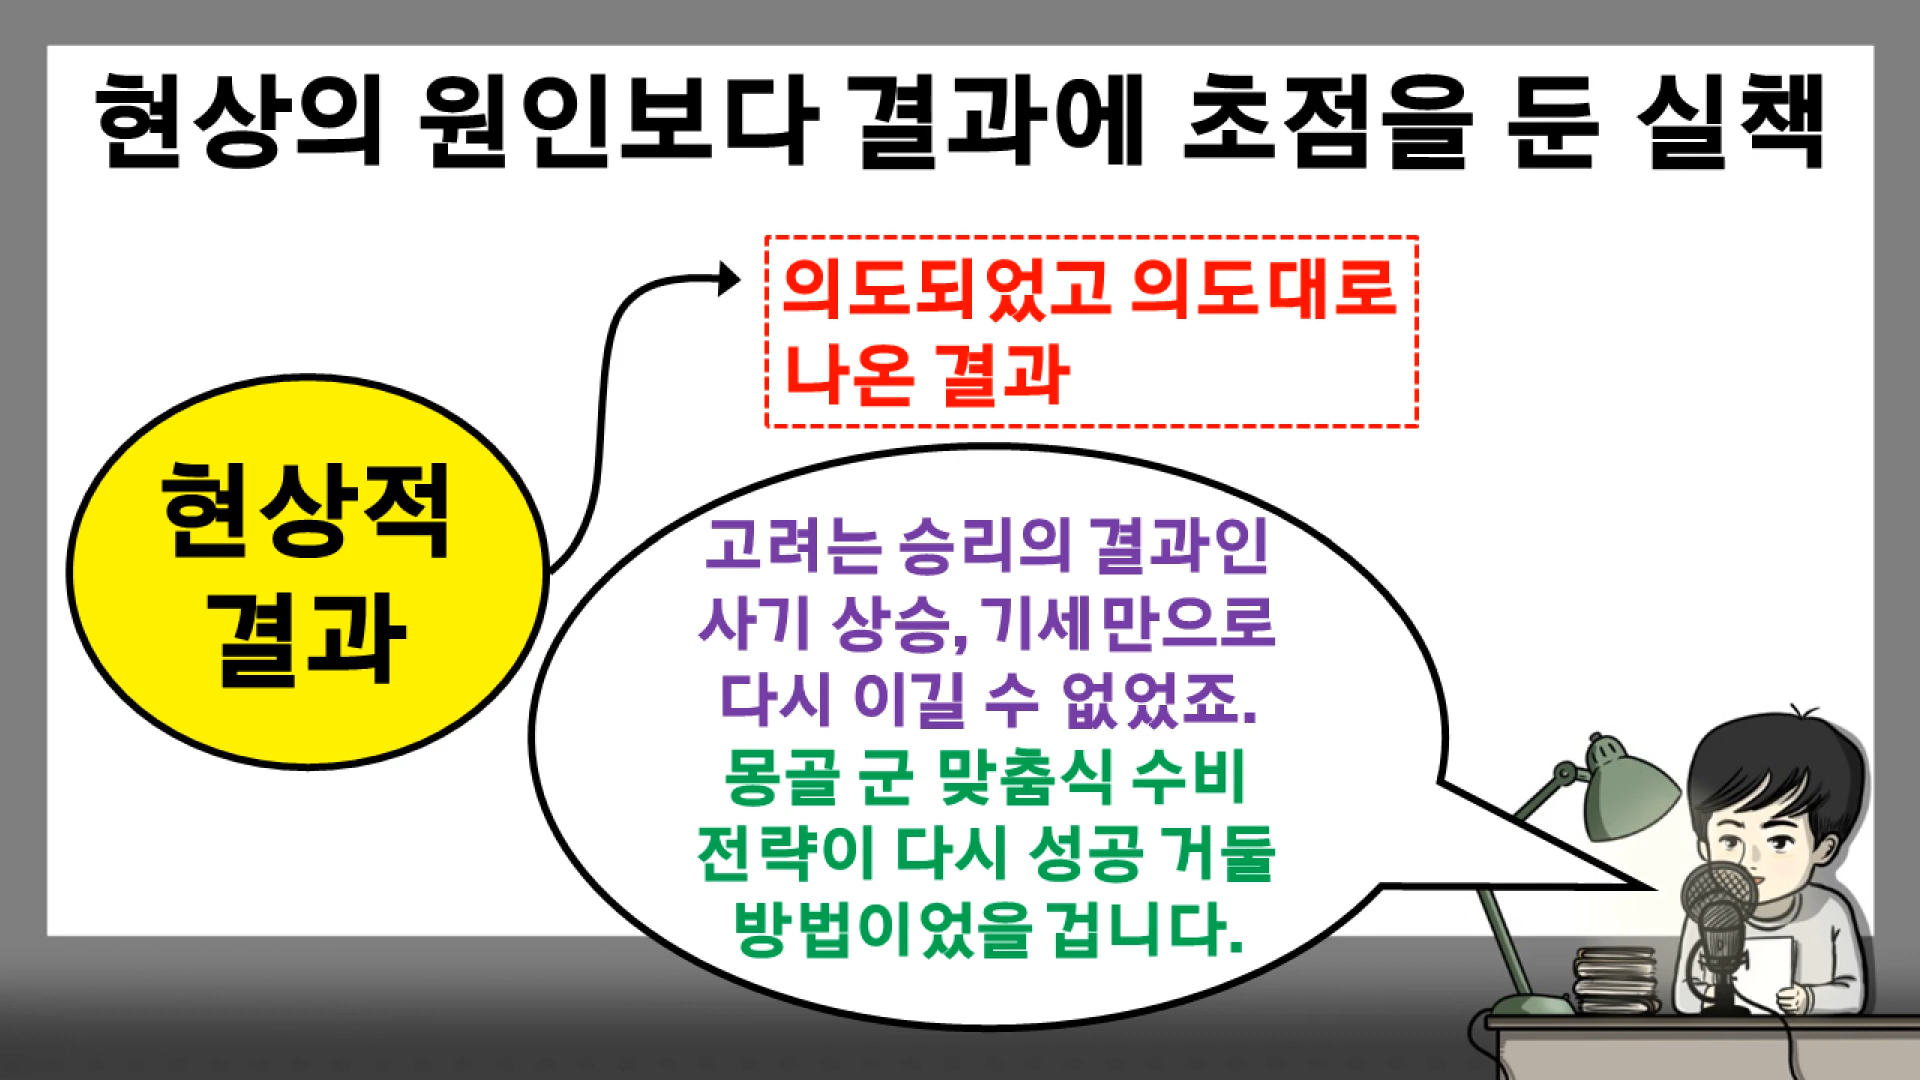 현상의 원인보다 결과에 초점을 둔 실책
의도되었고 의도대로
나온 결과
현상적
결과
고려는 승리의 결과인
사기 상승, 기세만으로
다시 이길 수 없었죠.
몽골 군 맞춤식 수비
전략이 다시 성공 거둘
방법이었을 겁니다.